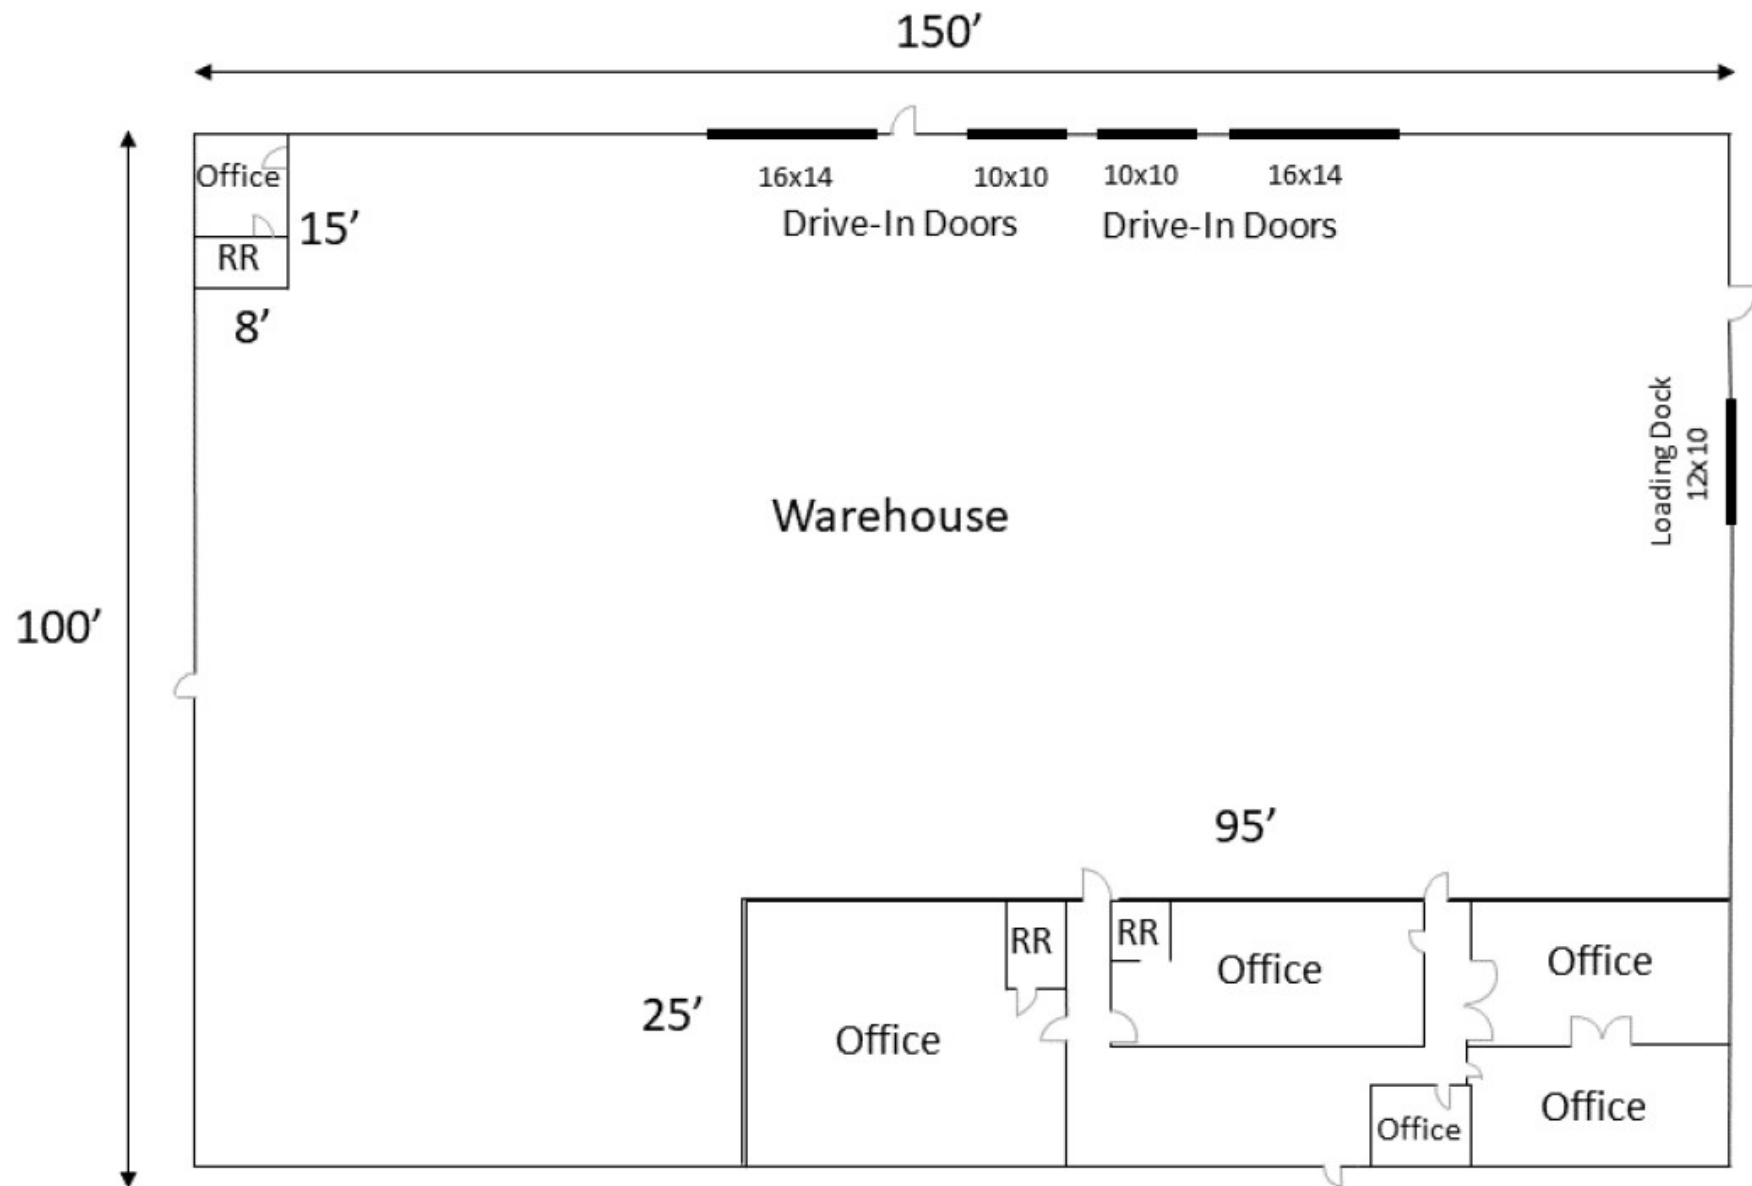 150’
Office
15’
RR
8’
16x14
10x10
10x10
16x14
Drive-In Doors
Drive-In Doors
Loading Dock
12x10
Warehouse
100’
95’
25’
Office
RR
RR
Office
Office
Office
Office